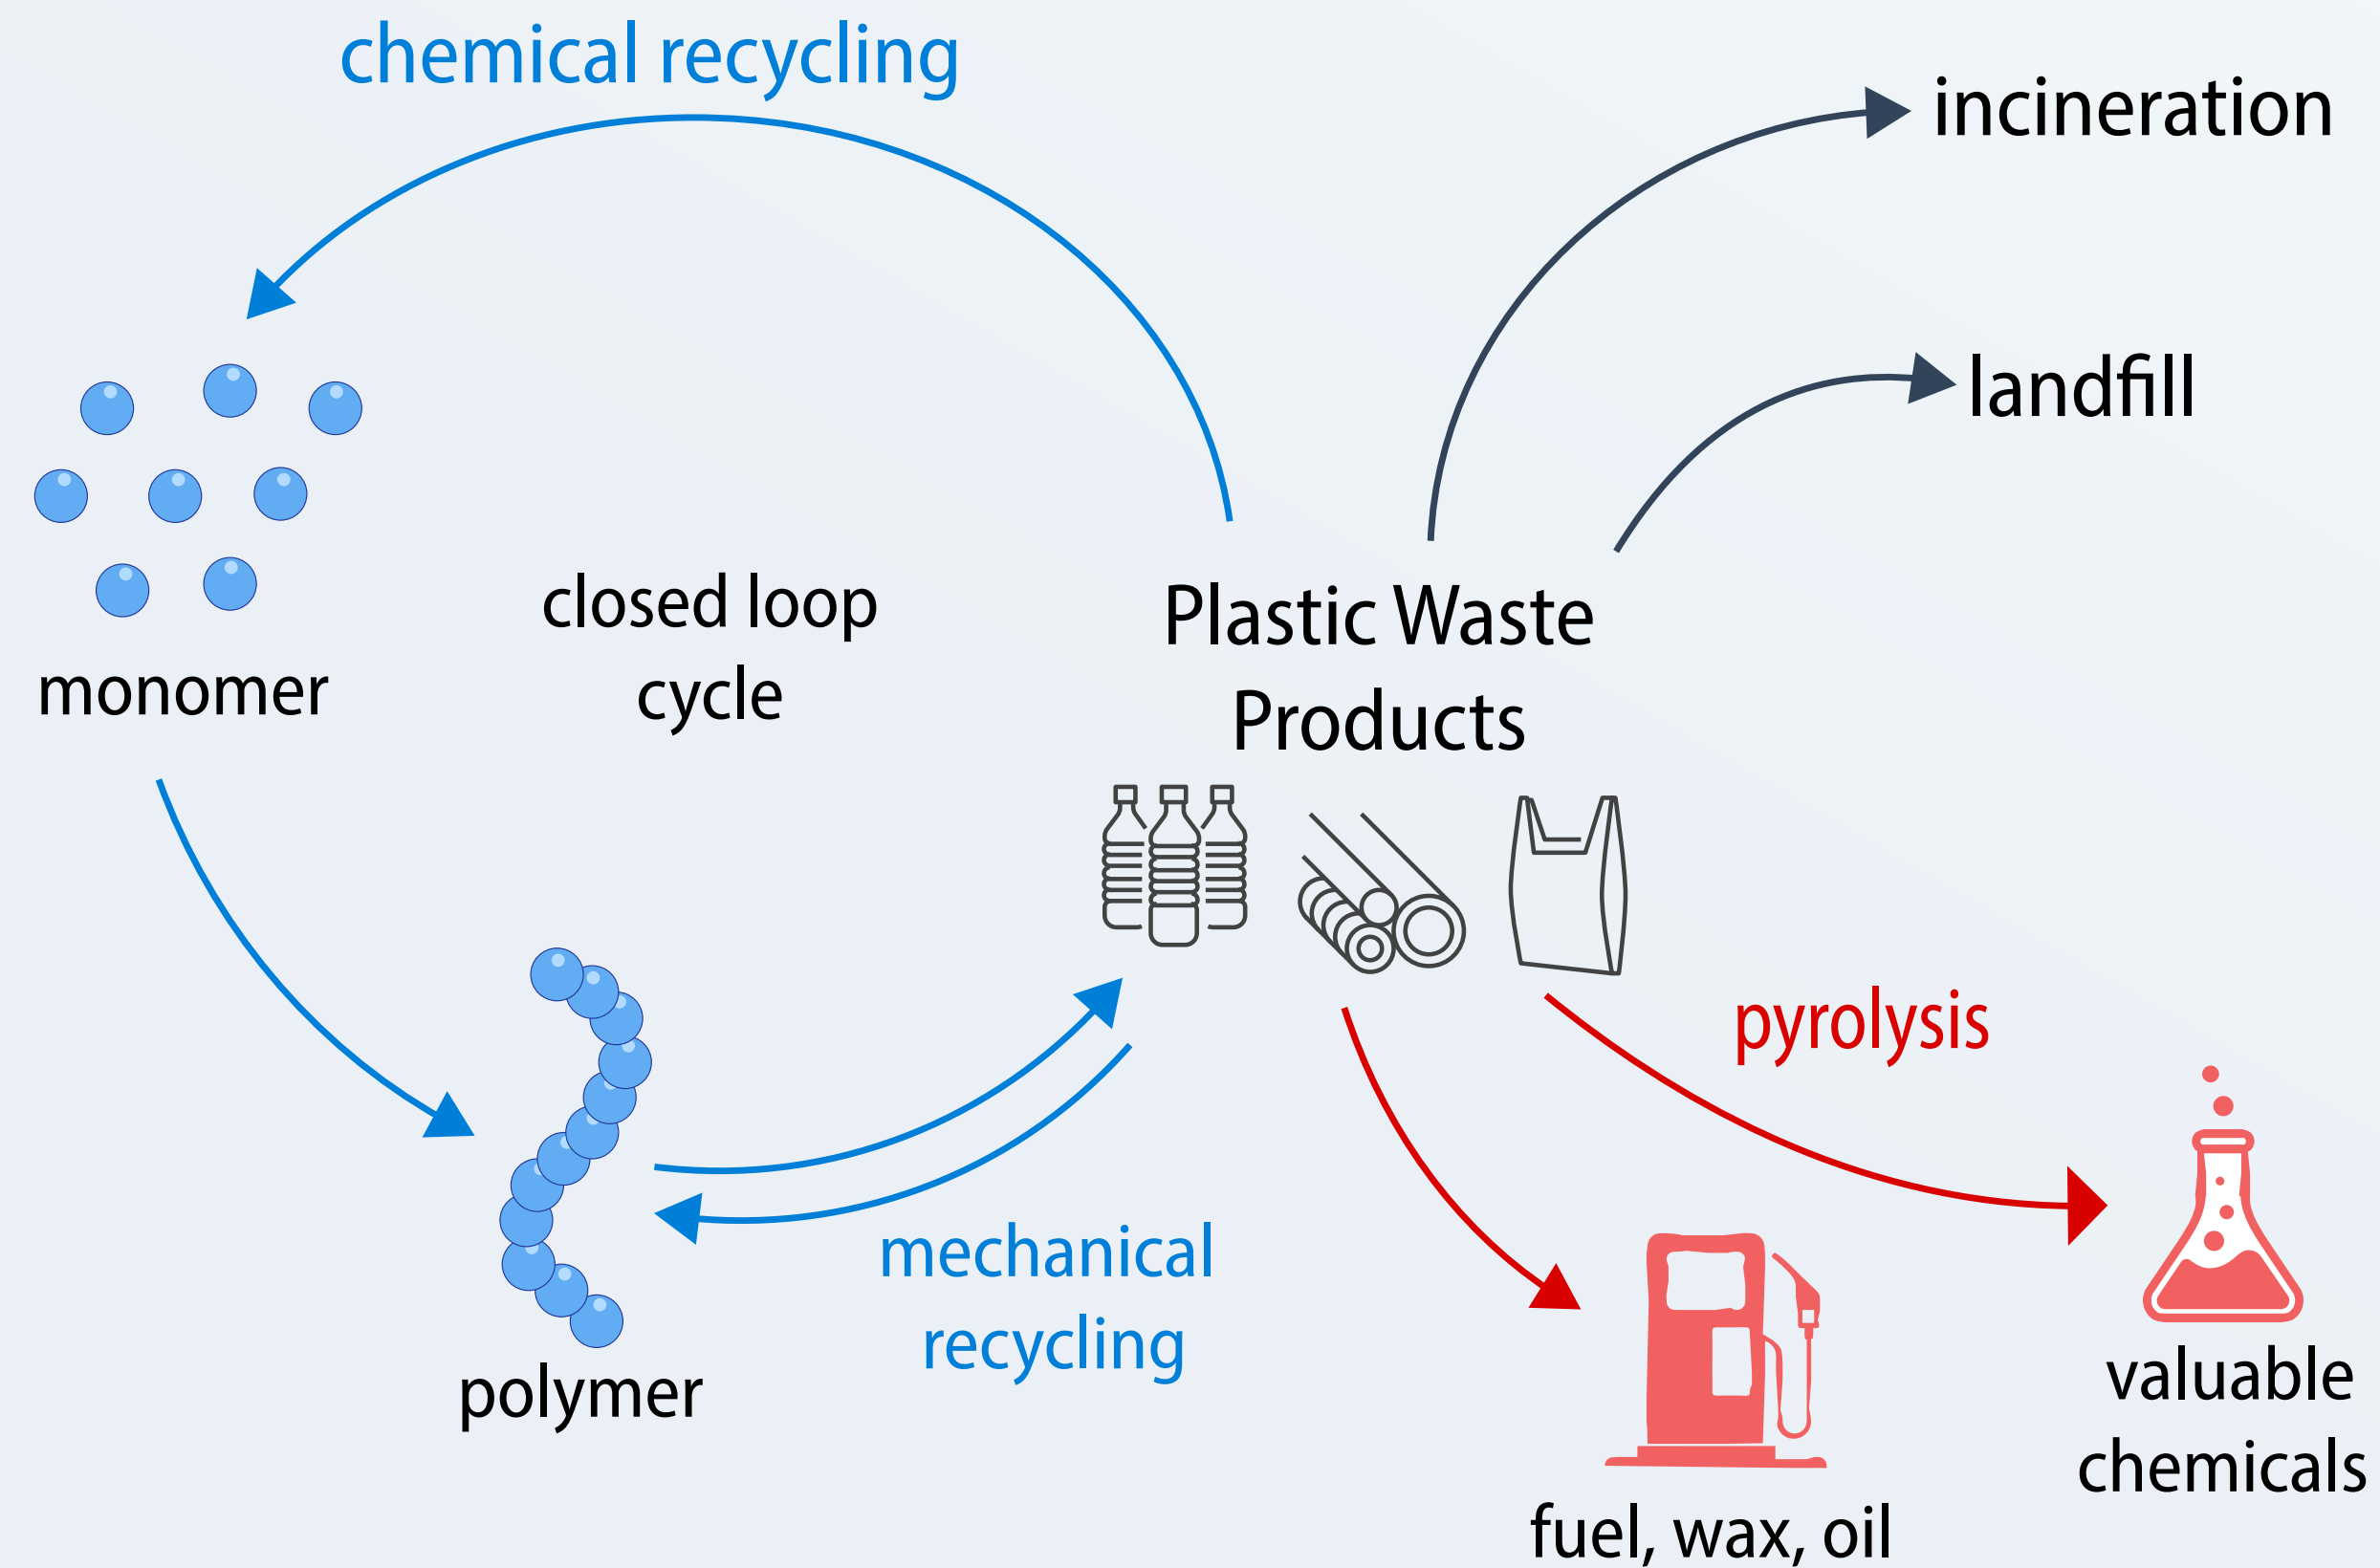 chemical recycling
incineration
landfill
closed loop
cycle
Plastic Waste
Products
monomer
pyrolysis
mechanical
recycling
polymer
valuable
chemicals
fuel, wax, oil